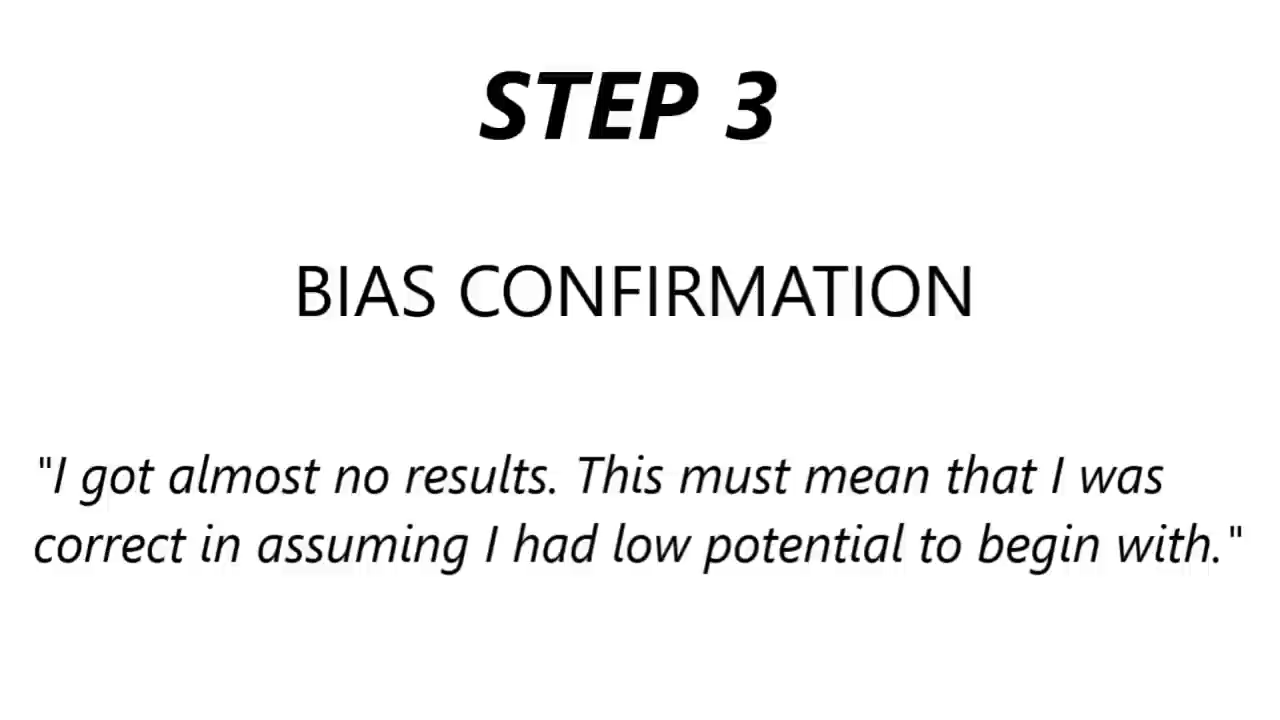 STEP 3
BIAS CONFIRMATION
"I got almost no results. This must mean that I was
correct in assuming I had low potential to begin with."